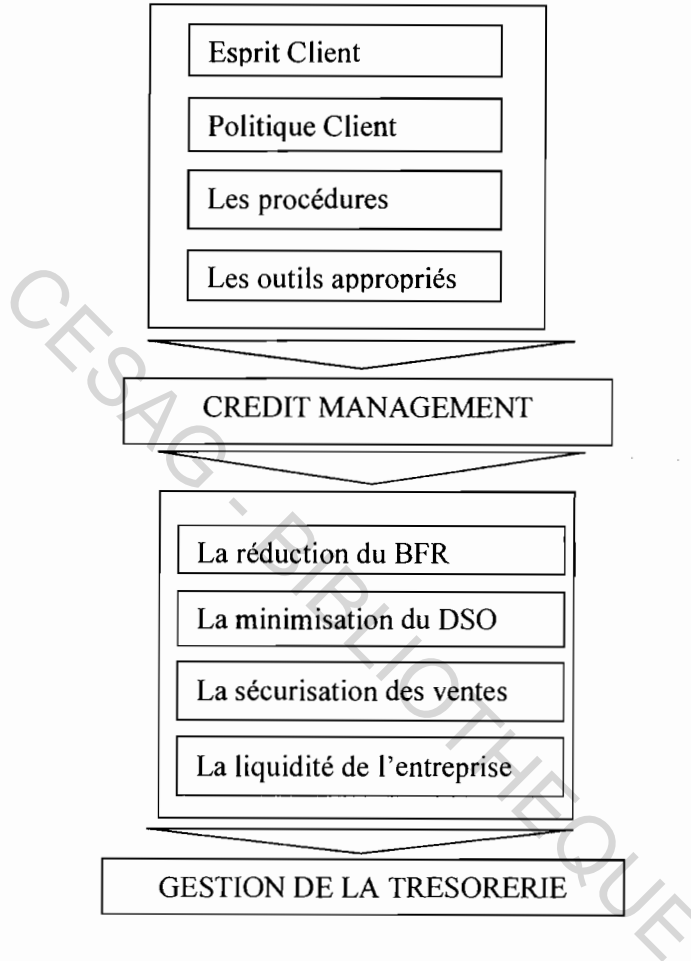 Esprit Client
Politique Client
Les procédures
Les outils appropriés
CREDIT MANAGEMENT
La réduction du BFR
La minimisation du DSO
La sécurisation des ventes
La liquidité de l'entreprise
GESTION DE LA TRESORERIE
CESAG - BIBLIOTHEQUE